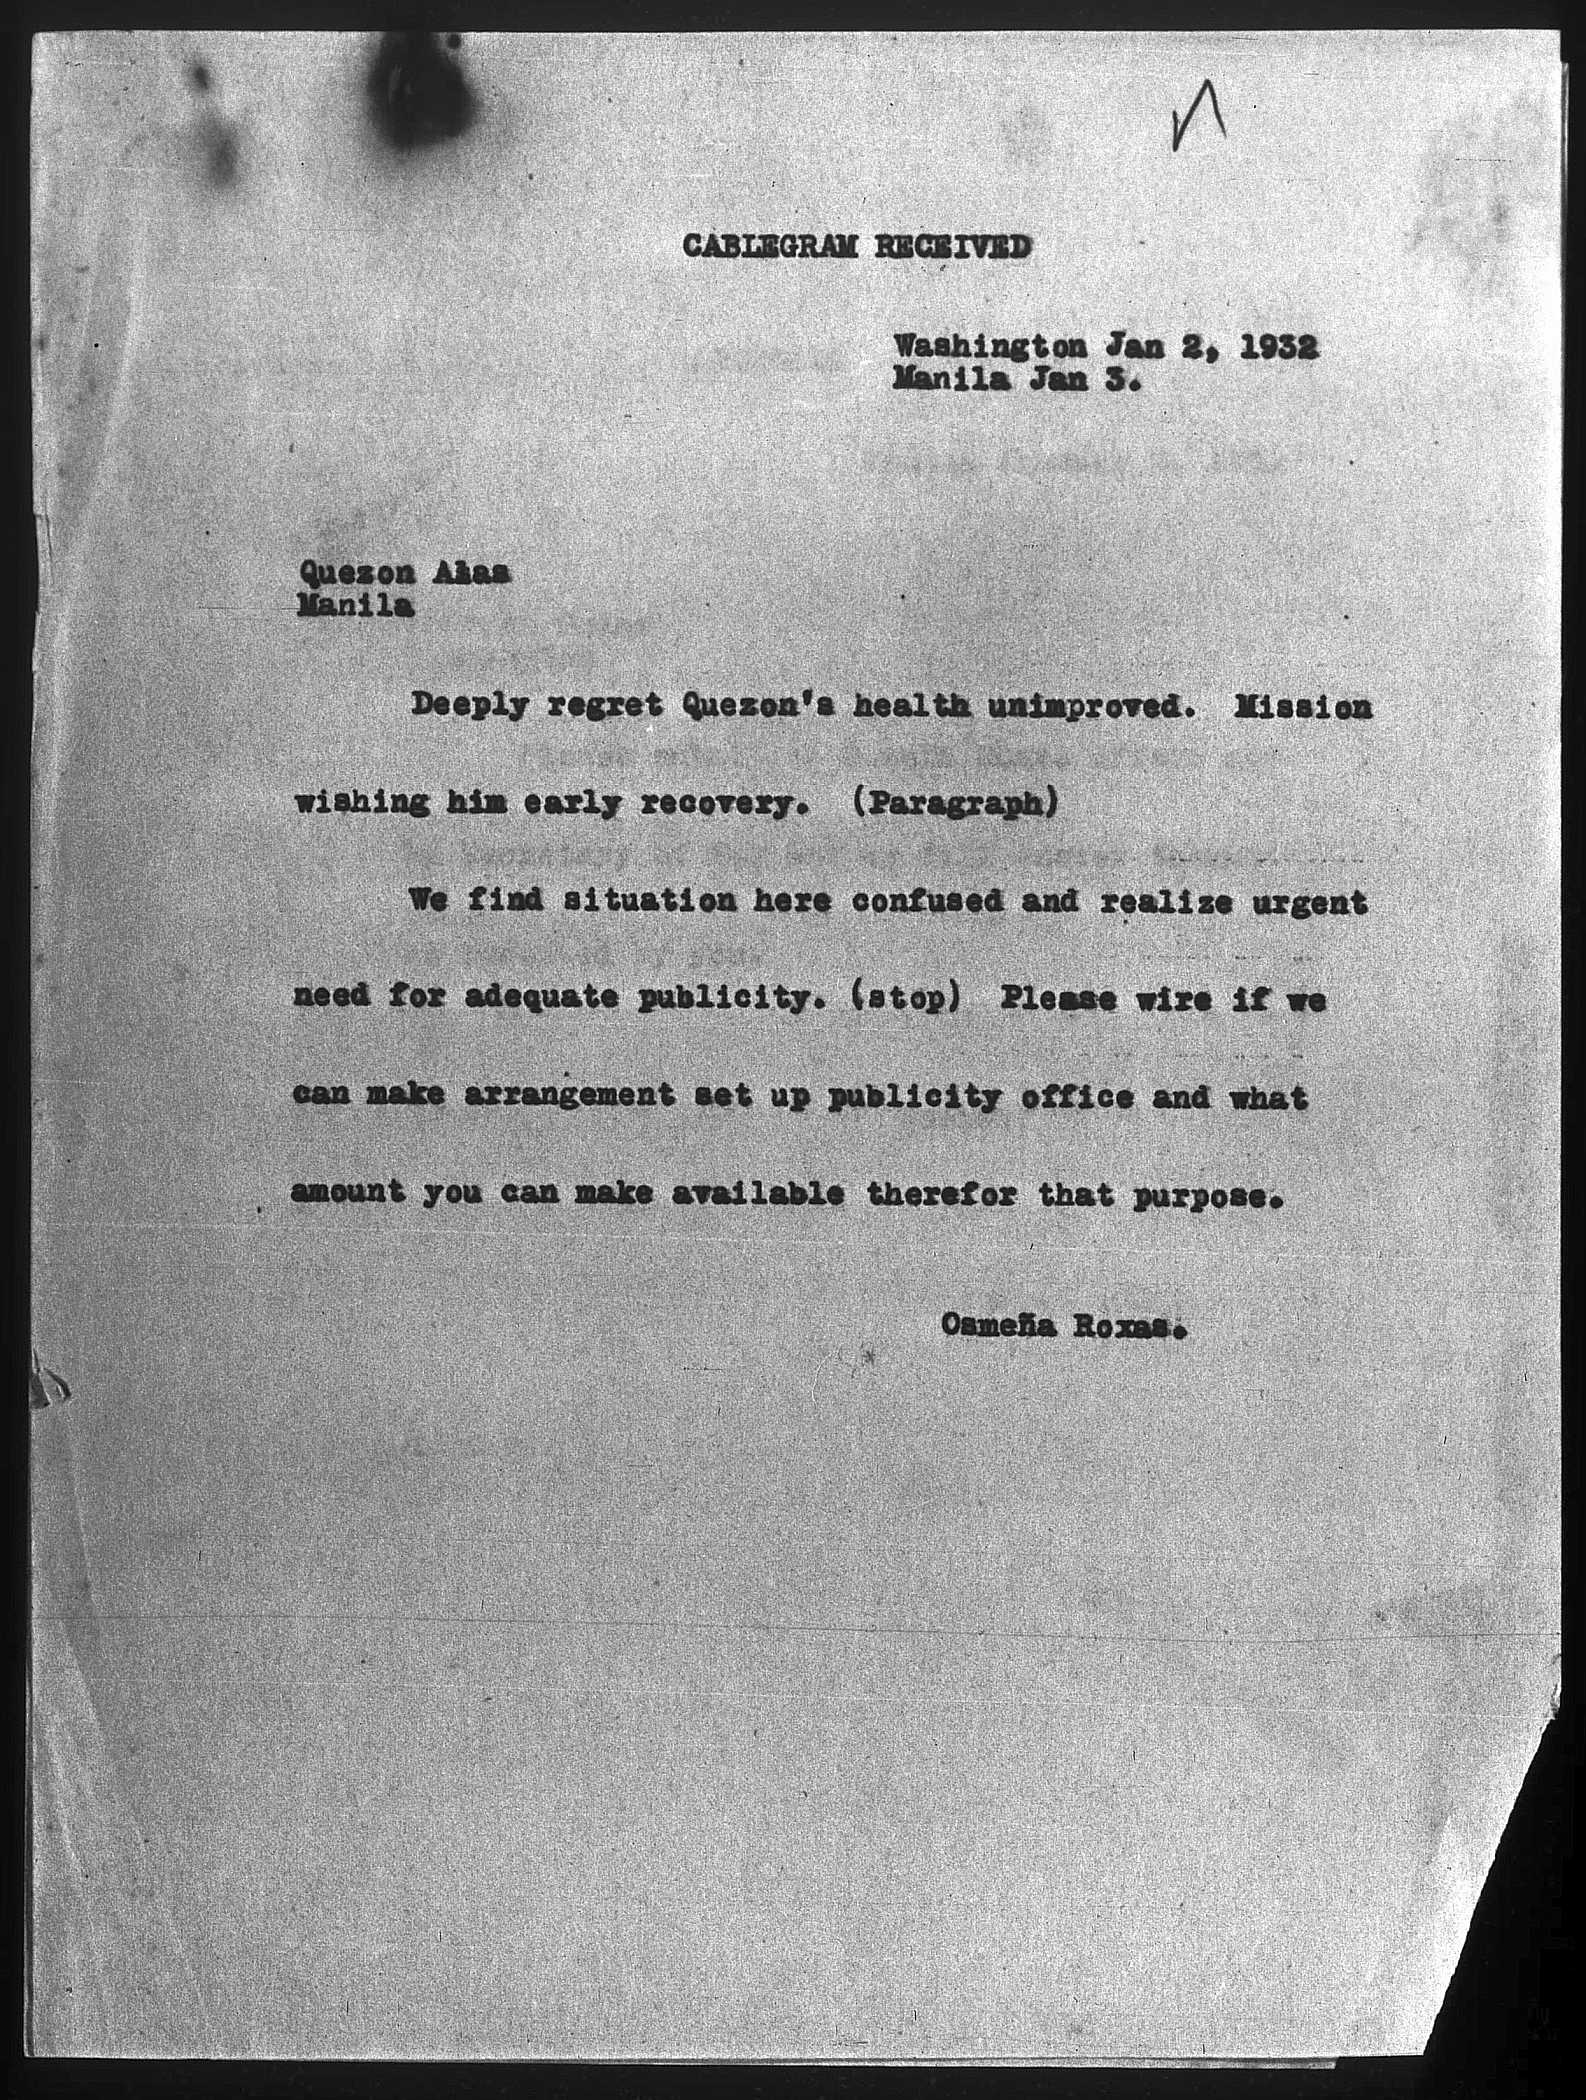 CABLEGRAM RECEIVED
Washington Jan 2, 1932
Manila Jan 3.
Quezon Alas
Manila
Deeply regret Quezon's health unimproved. Mission
wishing him early recovery. (Paragraph)
We find situation here confused and realize urgent
need for adequate publicity. (stop) Please wire if we
can make arrangement set up publicity office and what
amount you can make available therefor that purpose.
Osmeña Roxas.